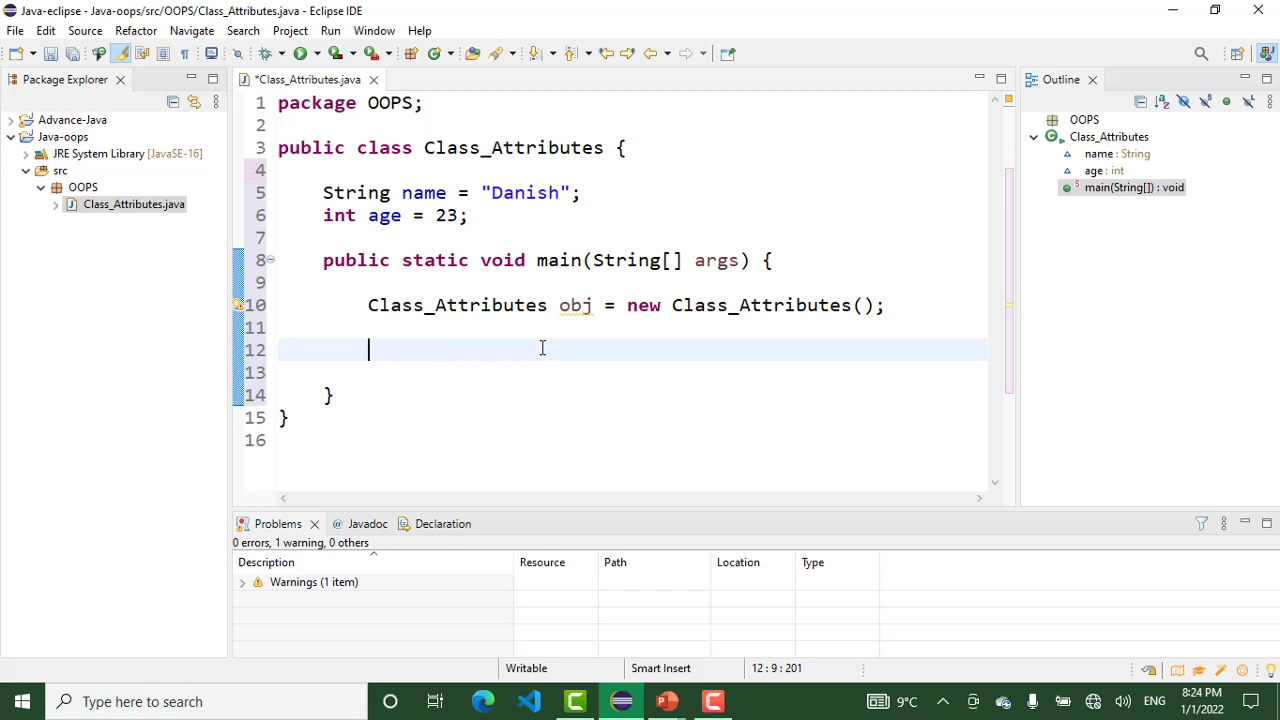 Java-eclipse - Java-oops/src/OOPS/Class_Attributes.java - Eclipse IDE
File Edit Source Refactor Navigate Search Project Run Window Help
Package Explorer
Advance-Java
Java-oops
JRE System Library [JavaSE-16]
src
OOPS
Class_Attributes.java
*Class_Attributes.java
1 package OOPS;
2
3 public class Class_Attributes {
4
5 String name = "Danish";
6 int age = 23;
7
8 public static void main(String[] args) {
9
10 Class_Attributes obj = new Class_Attributes();
11
12
13
14 }
15 }
16
Outline
OOPS
Class_Attributes
name : String
age : int
main(String[]) : void
Problems @ Javadoc Declaration
0 errors, 1 warning, 0 others
Description Resource Path Location Type
Warnings (1 item)
Writable Smart Insert 12 : 9 : 201
Type here to search
9°C
ENG
8:24 PM
1/1/2022